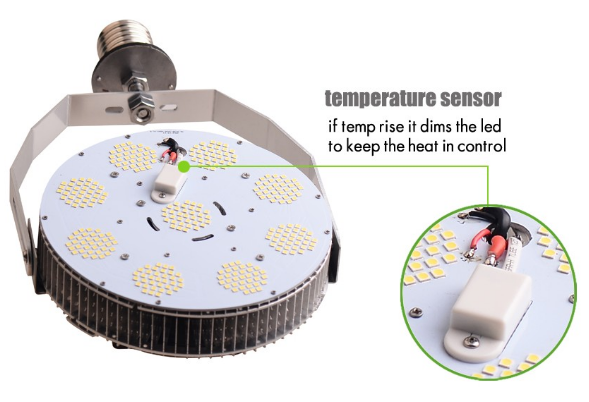 temperature sensor
if temp rise it dims the led
to keep the heat in control